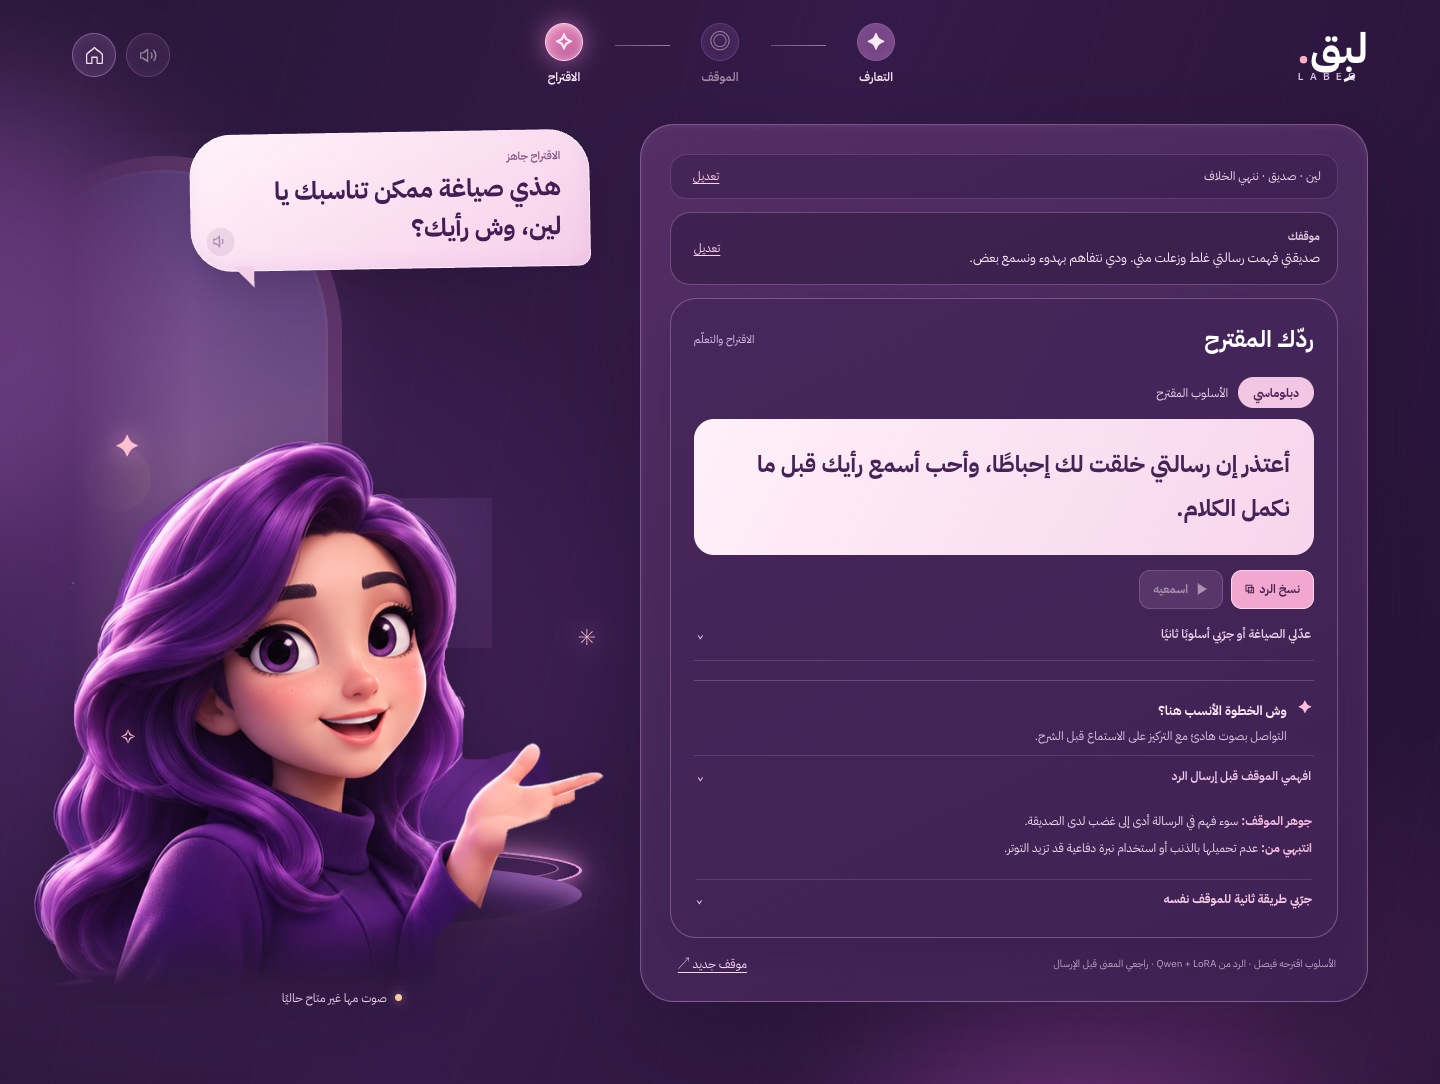 لبق.
LABEQ
التعارف
الموقف
الاقتراح
الاقتراح جاهز
هذي صياغة ممكن تناسبك يا
لين، وش رأيك؟
لين · صديق · ننهي الخلاف
تعديل
موقفك
صديقتي فهمت رسالتي غلط وزعلت مني. ودي نتفاهم بهدوء ونسمع بعض.
تعديل
ردّك المقترح
الاقتراح والتعلّم
دبلوماسي
الأسلوب المقترح
أعتذر إن رسالتي خلقت لك إحباطًا، وأحب أسمع رأيك قبل ما
نكمل الكلام.
نسخ الرد
اسمعيه
عدّلي الصياغة أو جرّبي أسلوبًا ثانيًا
وش الخطوة الأنسب هنا؟
التواصل بصوت هادئ مع التركيز على الاستماع قبل الشرح.
افهمي الموقف قبل إرسال الرد
جوهر الموقف: سوء فهم في الرسالة أدى إلى غضب لدى الصديقة.
انتبهي من: عدم تحميلها بالذنب أو استخدام نبرة دفاعية قد تزيد التوتر.
جرّبي طريقة ثانية للموقف نفسه
الأسلوب اقترحه فيصل · الرد من Qwen + LoRA · راجعي المعنى قبل الإرسال
موقف جديد ↗
صوت مها غير متاح حاليًا